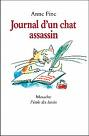 Anne Fine
Journal d'un chat
assassin
Mouche
l'école des loisirs